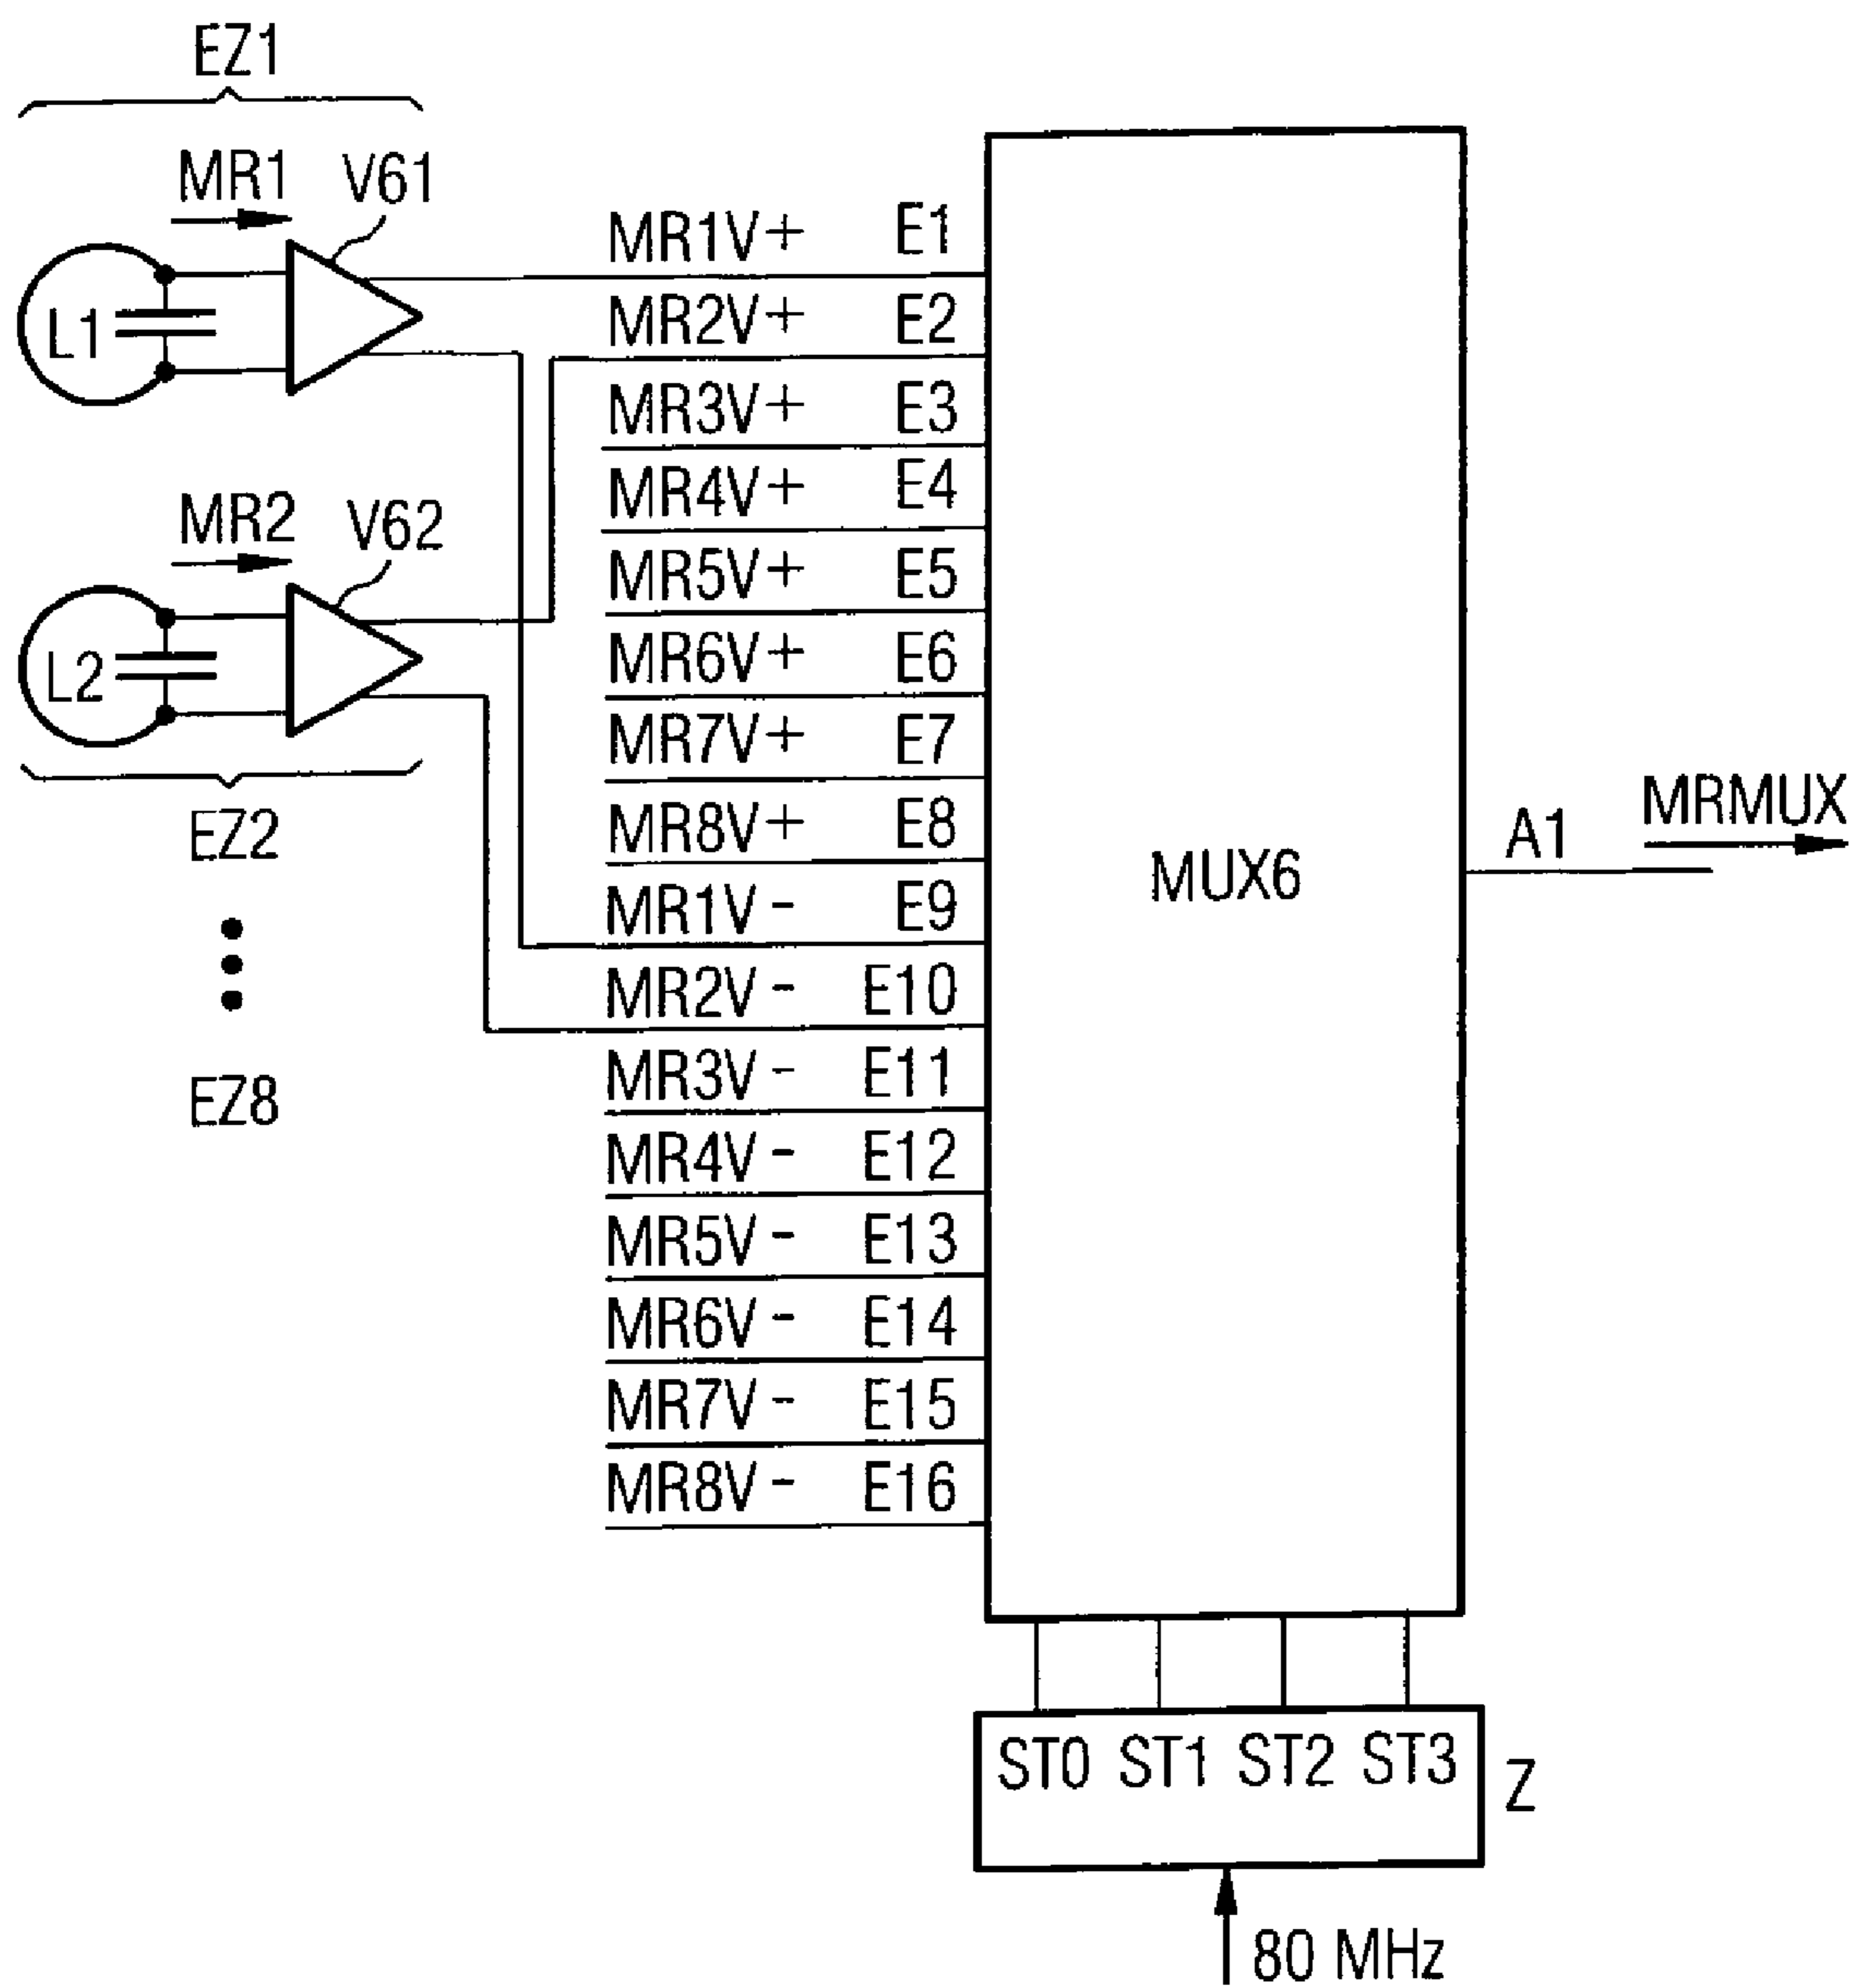 EZ1
MR1 V61
L1
MR2 V62
L2
EZ2
EZ8
MR1V+ E1
MR2V+ E2
MR3V+ E3
MR4V+ E4
MR5V+ E5
MR6V+ E6
MR7V+ E7
MR8V+ E8
MR1V- E9
MR2V- E10
MR3V- E11
MR4V- E12
MR5V- E13
MR6V- E14
MR7V- E15
MR8V- E16
MUX6
A1 MRMUX
ST0 ST1 ST2 ST3 Z
80 MHz